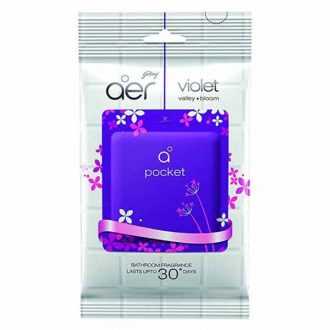 Godrej
aer
violet
valley • bloom
a
pocket
BATHROOM FRAGRANCE
LASTS UPTO 30* DAYS